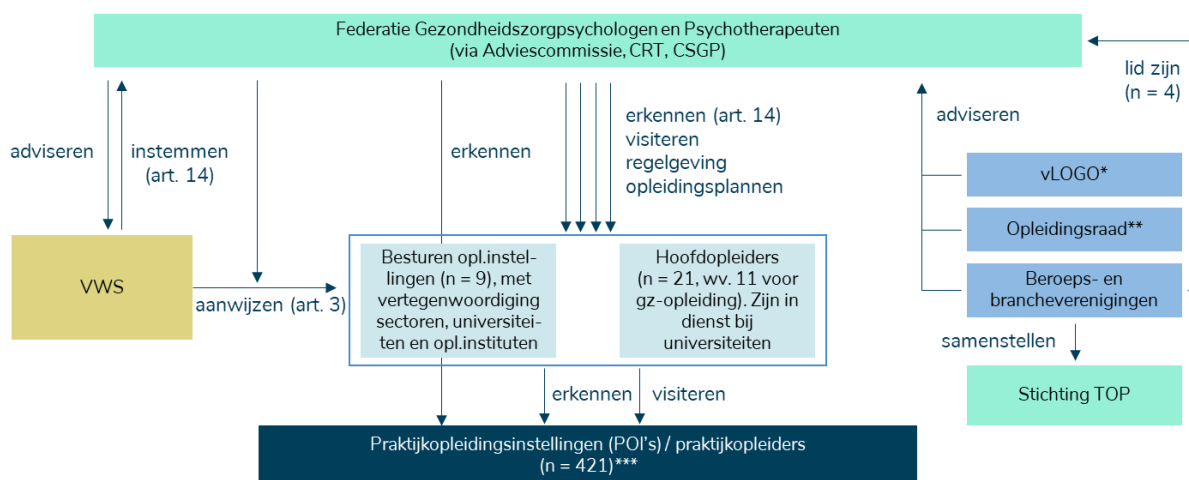 Federatie Gezondheidszorgpsychologen en Psychotherapeuten
(via Adviescommissie, CRT, CSGP)
lid zijn
(n = 4)
adviseren
instemmen
(art. 14)
erkennen
erkennen (art. 14)
visiteren
regelgeving
opleidingsplannen
adviseren
vLOGO*
Opleidingsraad**
Beroeps- en
brancheverenigingen
VWS
aanwijzen (art. 3)
Besturen opl.instel-
lingen (n = 9), met
vertegenwoordiging
sectoren, universitei-
ten en opl.instituten
Hoofdopleiders
(n = 21, wv. 11 voor
gz-opleiding). Zijn in
dienst bij
universiteiten
samenstellen
Stichting TOP
erkennen
visiteren
Praktijkopleidingsinstellingen (POI's) / praktijkopleiders
(n = 421)***